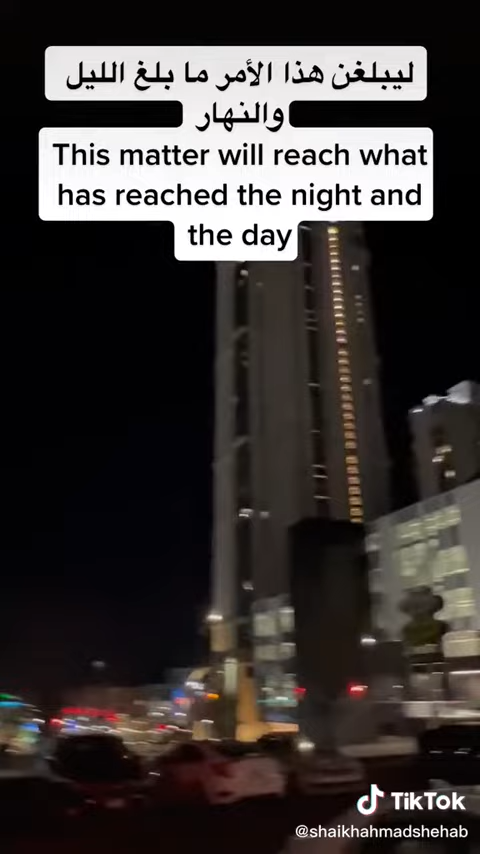 ليبلغن هذا الأمر ما بلغ الليل
والنهار
This matter will reach what
has reached the night and
the day
TikTok
@shaikhahmadshehab